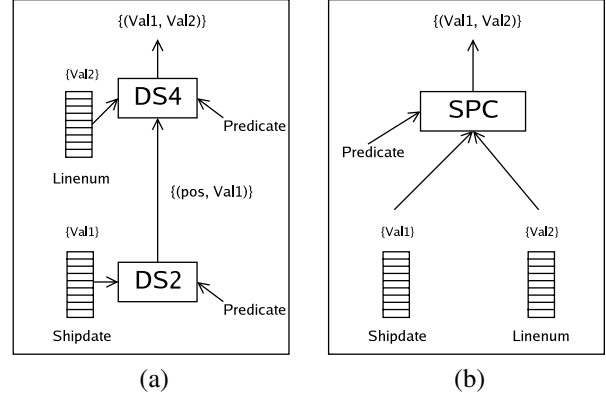 {(Val1, Val2)}
{Val2}
DS4
Predicate
Linenum
{(pos, Val1)}
{Val1}
DS2
Predicate
Shipdate
(a)
{(Val1, Val2)}
SPC
Predicate
{Val1}
{Val2}
Shipdate
Linenum
(b)